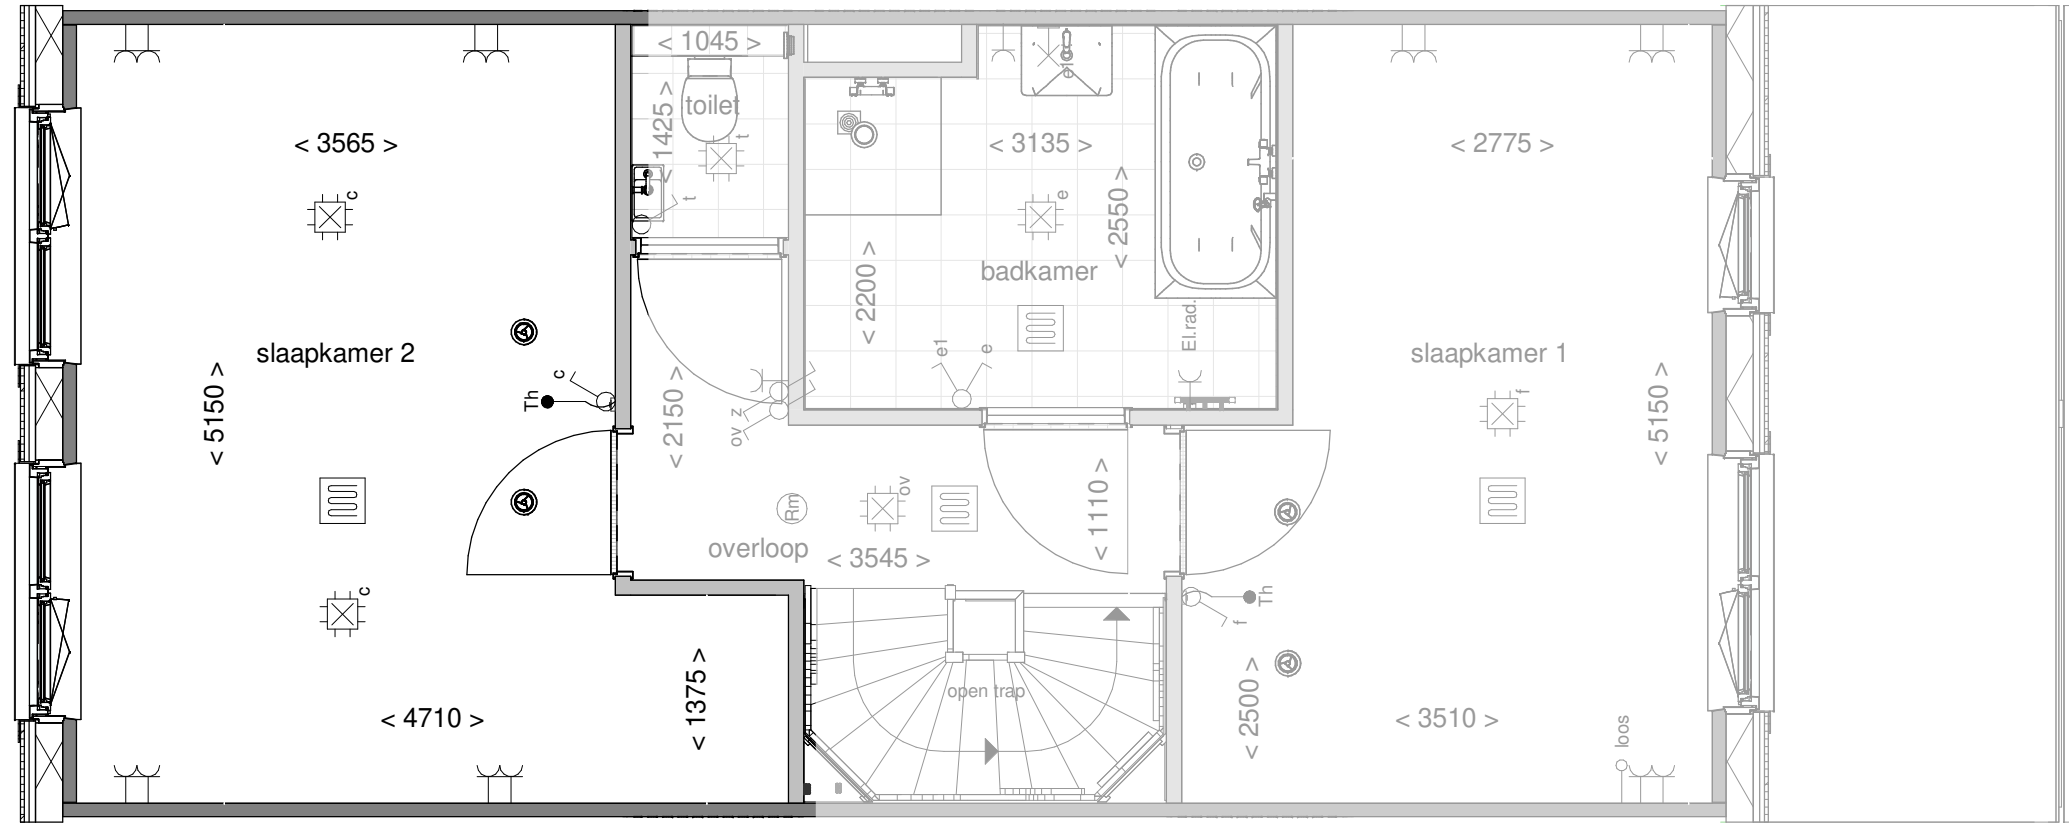 < 1045 >
toilet
< 1425 >
t
t
< 3565 >
c
slaapkamer 2
< 5150 >
c
Th
c
< 4710 >
< 1375 >
e1
< 3135 >
e
< 2550 >
badkamer
< 2200 >
El.rad.
e1
e
< 2150 >
ov z
Rm
ov
overloop
< 3545 >
< 1110 >
open trap
< 2775 >
slaapkamer 1
f
< 5150 >
Th
f
< 2500 >
< 3510 >
loos